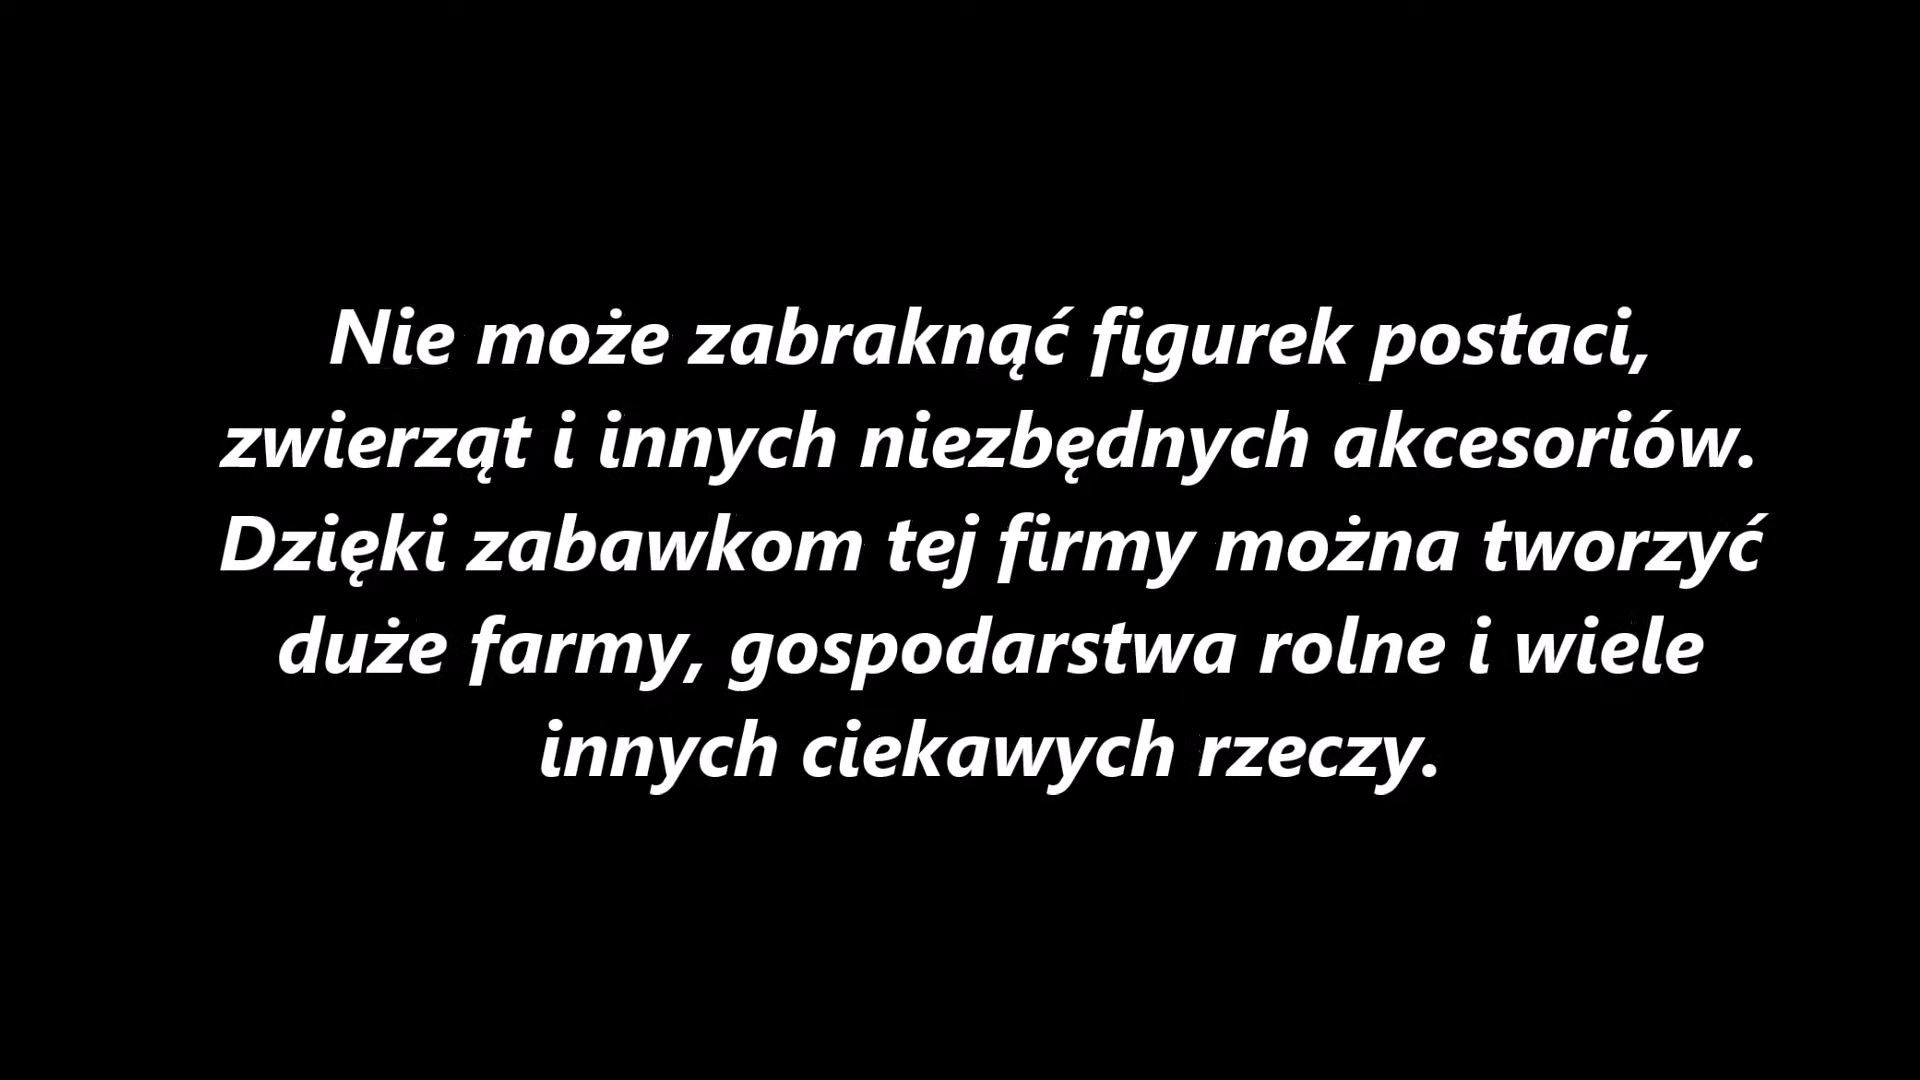 Nie może zabraknąć figurek postaci,
zwierząt i innych niezbędnych akcesoriów.
Dzięki zabawkom tej firmy można tworzyć
duże farmy, gospodarstwa rolne i wiele
innych ciekawych rzeczy.